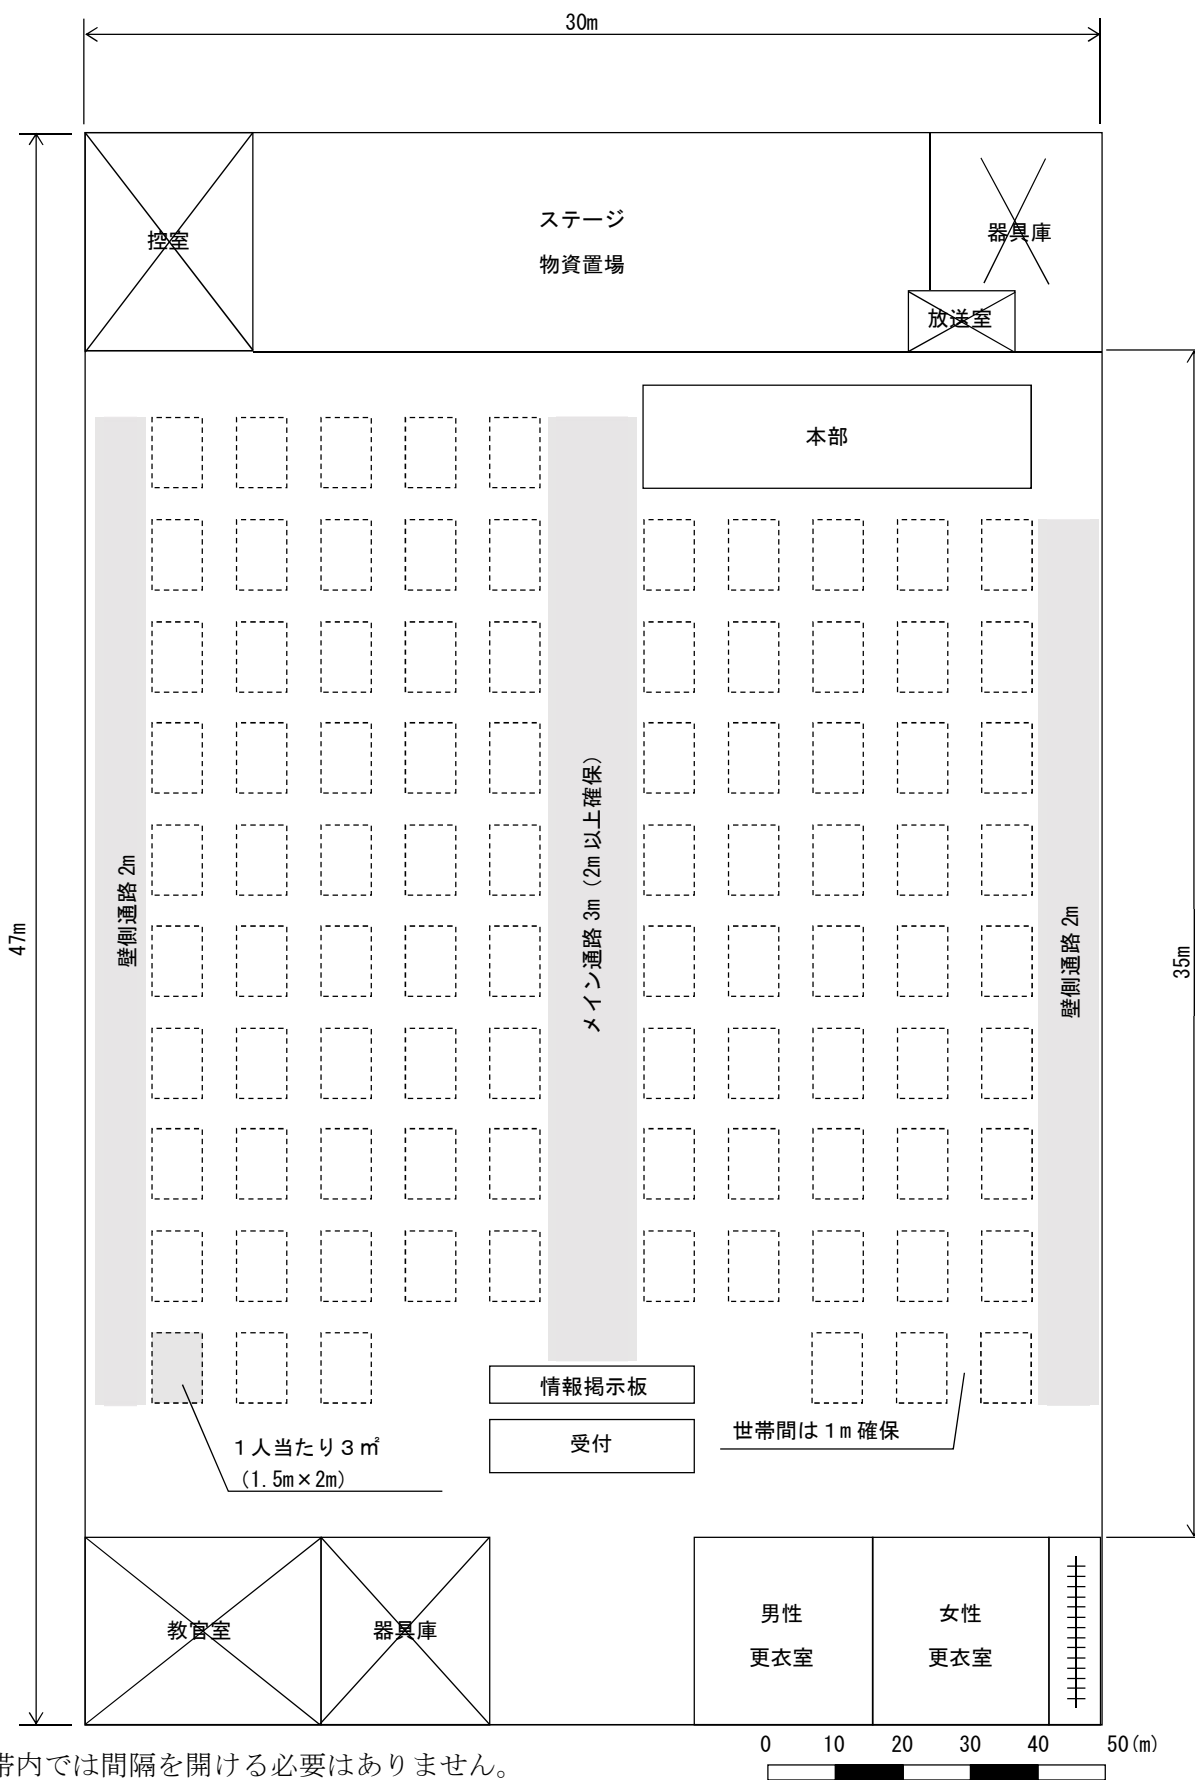 30m
控室
ステージ
物資置場
器具庫
放送室
本部
47m
壁側通路 2m
メイン通路 3m（2m 以上確保）
壁側通路 2m
35m
情報掲示板
受付
世帯間は１m 確保
１人当たり３㎡
(1.5m×2m)
教官室
器具庫
男性
更衣室
女性
更衣室
帯内では間隔を開ける必要はありません。
0 10 20 30 40 50(m)